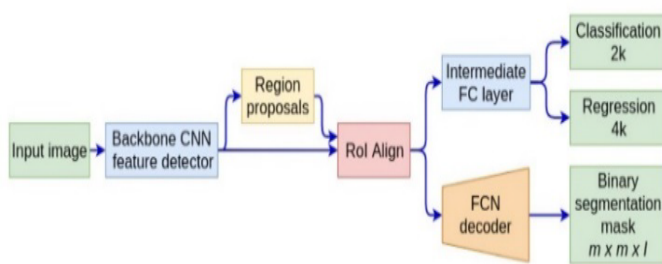 Input image
Backbone CNN
feature detector
Region
proposals
RoI Align
Intermediate
FC layer
Classification
2k
Regression
4k
FCN
decoder
Binary
segmentation
mask
m x m x l